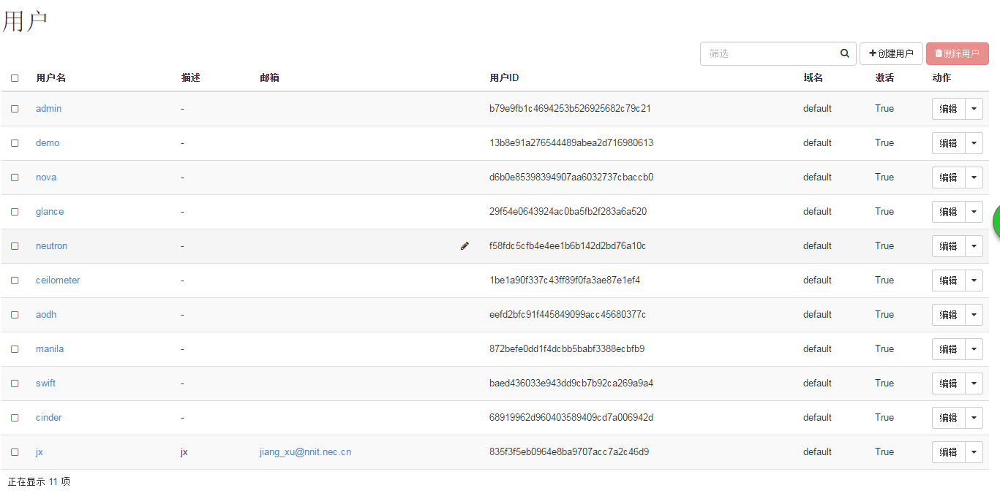 用户
筛选 创建用户 删除用户
用户名 描述 邮箱 用户ID 域名 激活 动作
admin - b79e9fb1c4694253b526925682c79c21 default True 编辑
demo - 13b8e91a276544489abea2d716980613 default True 编辑
nova - d6b0e85398394907aa6032737cbaccb0 default True 编辑
glance - 29f54e0643924ac0ba5fb2f283a6a520 default True 编辑
neutron - f58fdc5cfb4e4ee1b6b142d2bd76a10c default True 编辑
ceilometer - 1be1a90f337c43ff89f0fa3ae87e1ef4 default True 编辑
aodh - eefd2bfc91f445849099acc45680377c default True 编辑
manila - 872befe0dd1f4dcbb5babf3388ecbfb9 default True 编辑
swift - baed436033e943dd9cb7b92ca269a9a4 default True 编辑
cinder - 68919962d960403589409cd7a006942d default True 编辑
jx jx jiang_xu@nnit.nec.cn 835f3f5eb0964e8ba9707acc7a2c46d9 default True 编辑
正在显示 11 项